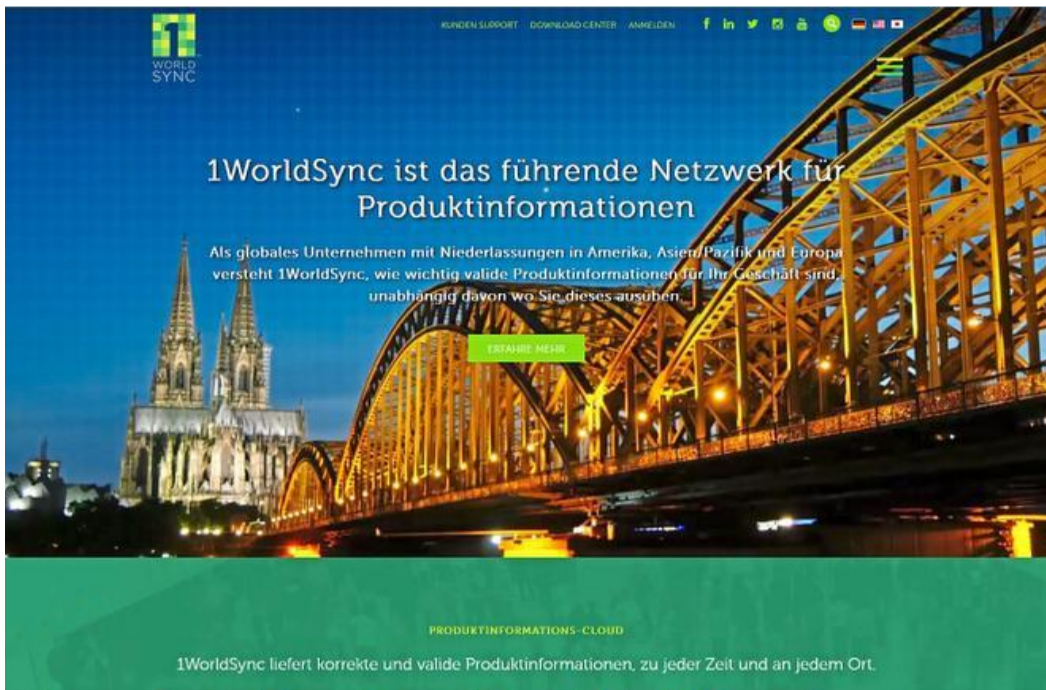 1
WORLD
SYNC
KUNDEN SUPPORT DOWNLOAD CENTER ANMELDEN
1WorldSync ist das führende Netzwerk für
Produktinformationen
Als globales Unternehmen mit Niederlassungen in Amerika, Asien/Pazifik und Europa
versteht 1WorldSync, wie wichtig valide Produktinformationen für Ihr Geschäft sind,
unabhängig davon wo Sie dieses ausüben.
ERFAHRE MEHR
PRODUKTINFORMATIONS-CLOUD
1WorldSync liefert korrekte und valide Produktinformationen, zu jeder Zeit und an jedem Ort.